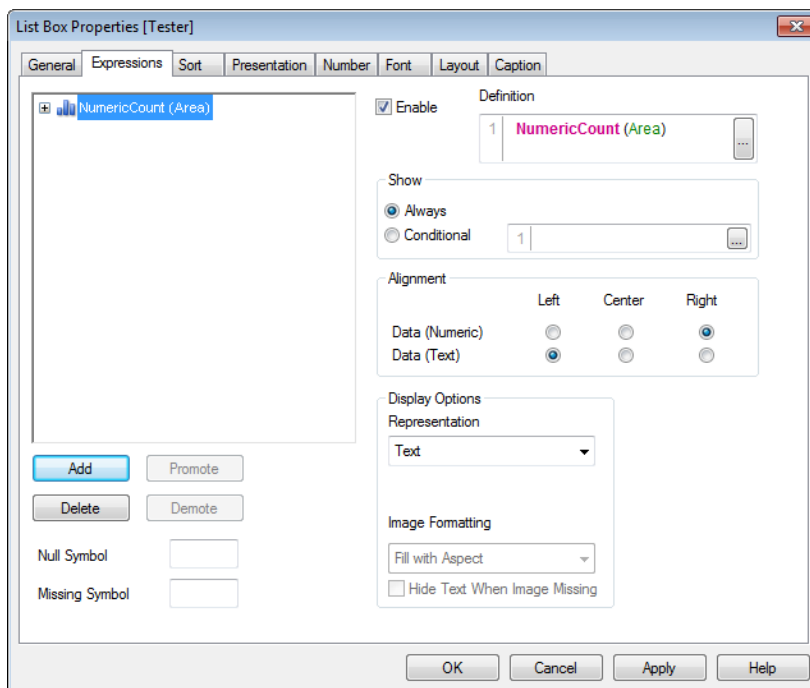 List Box Properties [Tester]
General Expressions Sort Presentation Number Font Layout Caption
NumericCount (Area)
Enable
Definition
1 NumericCount (Area)
...
Show
Always
Conditional
1
...
Alignment
Left Center Right
Data (Numeric)
Data (Text)
Display Options
Representation
Text
Add Promote
Delete Demote
Image Formatting
Fill with Aspect
Hide Text When Image Missing
Null Symbol
Missing Symbol
OK Cancel Apply Help